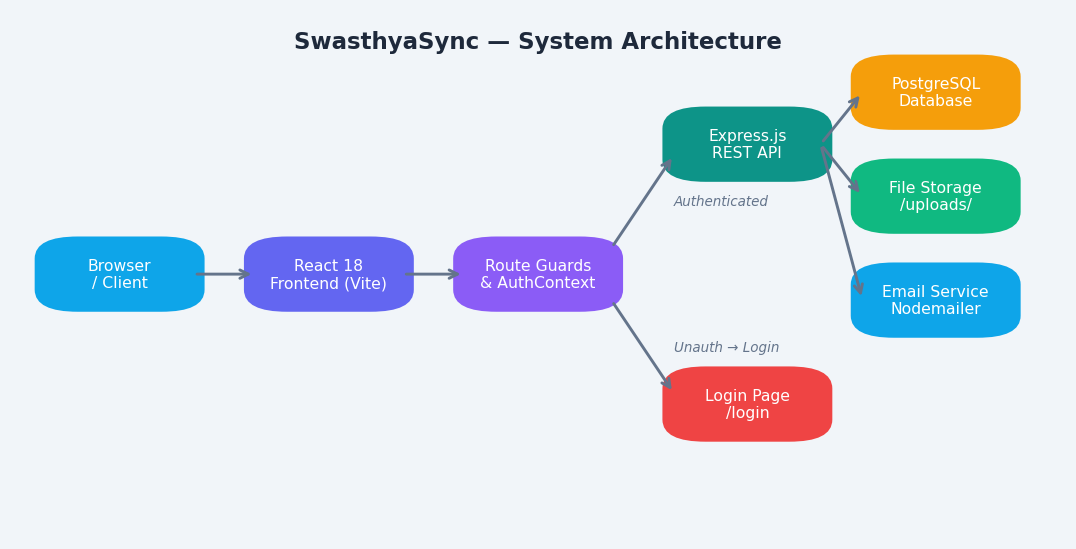 SwasthyaSync — System Architecture
Browser
/ Client
React 18
Frontend (Vite)
Route Guards
& AuthContext
Express.js
REST API
Authenticated
Unauth → Login
Login Page
/login
PostgreSQL
Database
File Storage
/uploads/
Email Service
Nodemailer